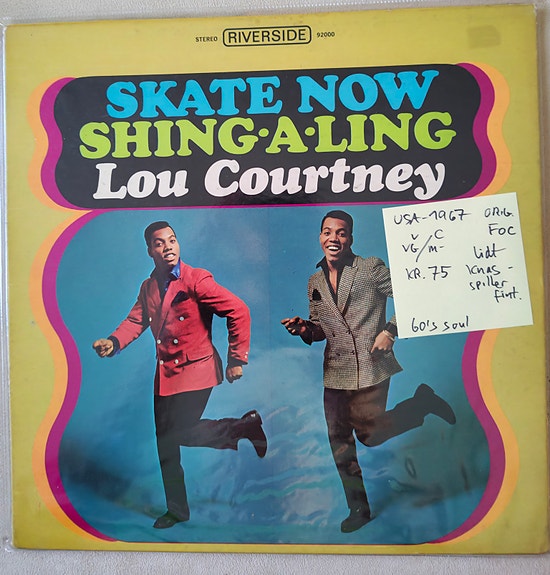 STEREO RIVERSIDE 92000
SKATE NOW
SHING·A·LING
Lou Courtney
USA-1967 ORIG.
V C FOC
VG/M- Lidt
KR. 75 knas -
spiller
fint.
60's soul